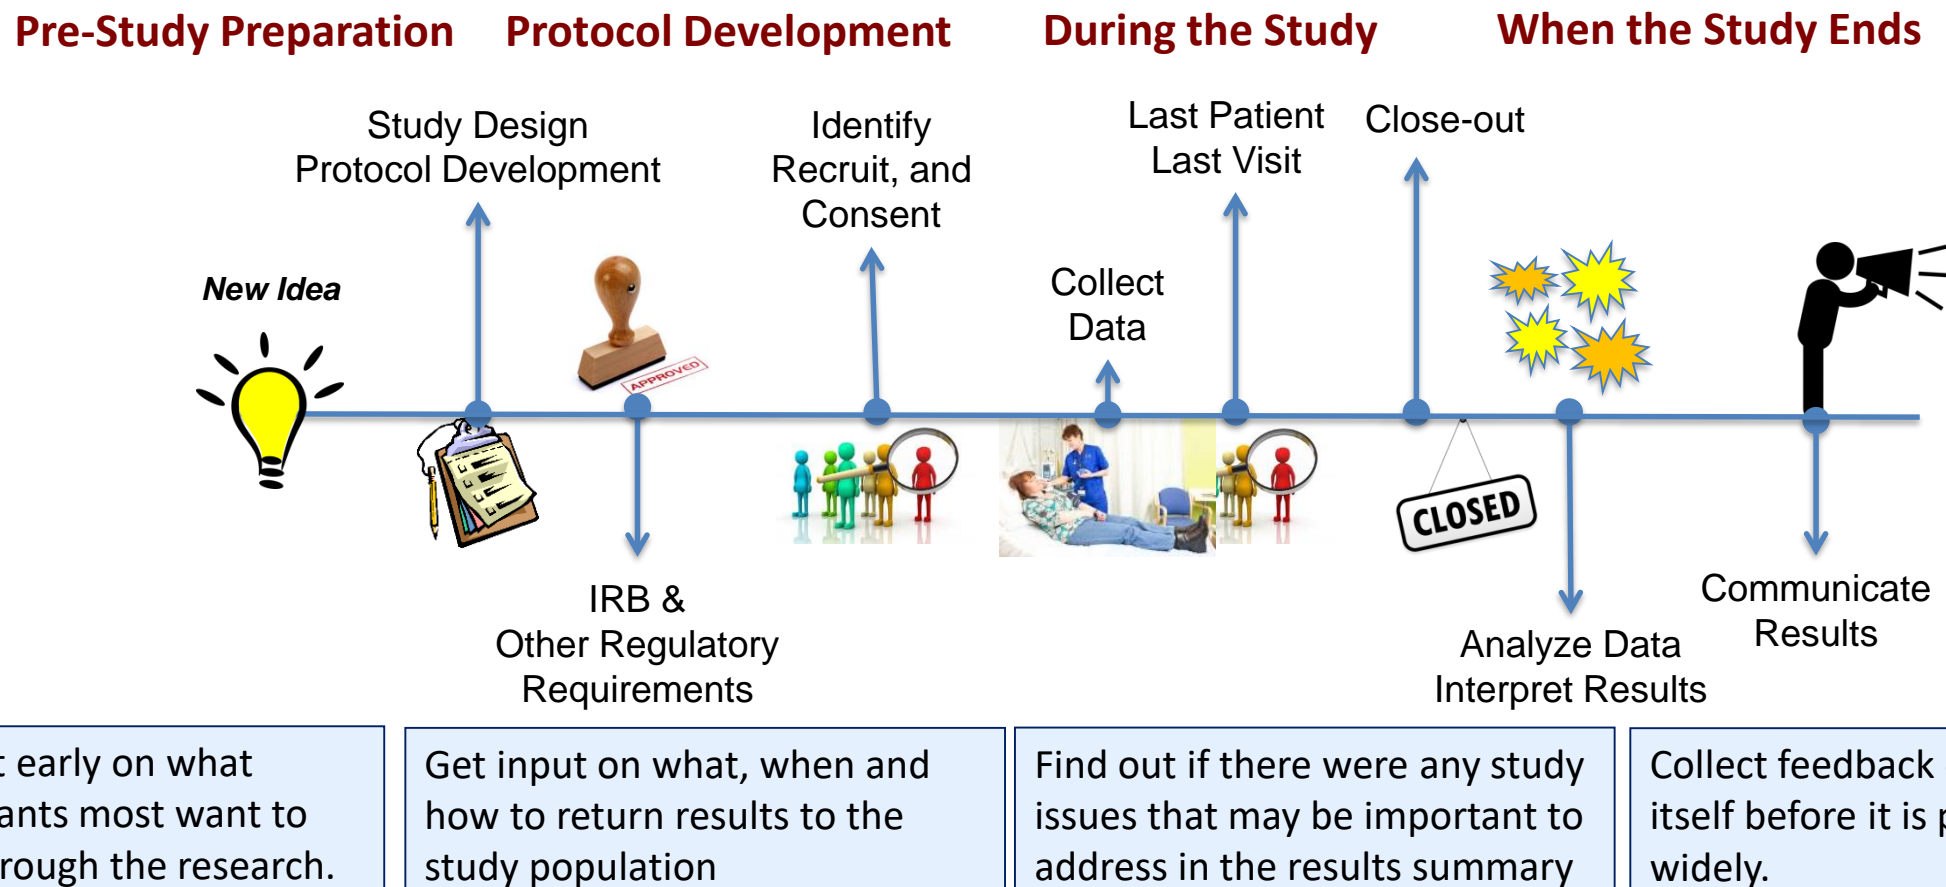 Pre-Study Preparation
Protocol Development
During the Study
When the Study Ends
Study Design
Protocol Development
Identify
Recruit, and
Consent
Last Patient
Last Visit
Close-out
New Idea
Collect
Data
APPROVED
CLOSED
IRB &
Other Regulatory
Requirements
Analyze Data
Interpret Results
Communicate
Results
early on what
most want to
the research.
Get input on what, when and
how to return results to the
study population
Find out if there were any study
issues that may be important to
address in the results summary
Collect feedback
itself before it is
widely.